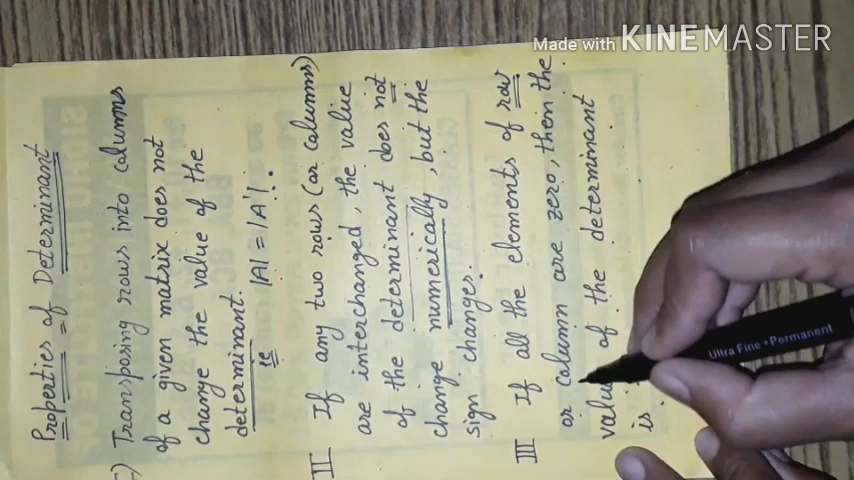 Made with KINEMASTER
Properties of Determinant
I) Transposing rows into columns
of a given matrix does not
change the value of the
determinant.
ie |A| = |A'|.
II If any two rows (or columns)
are interchanged, the value
of the determinant does not
change numerically, but the
sign changes.
III If all the elements of row
or column are zero, then the
value of the determinant
is
Ultra Fine • Permanent